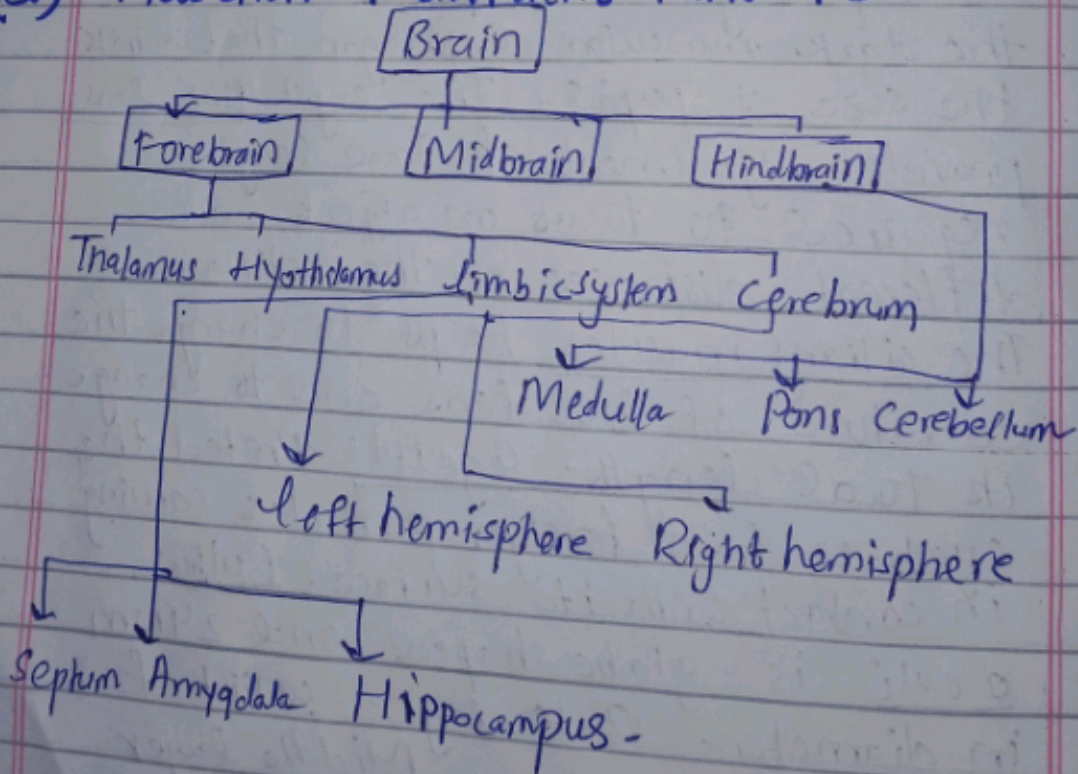 Brain
Forebrain Midbrain Hindbrain
Thalamus Hyothalamus Limbicsystem Cerebrum
Medulla Pons Cerebellum
left hemisphere Right hemisphere
Septum Amygdala Hippocampus-